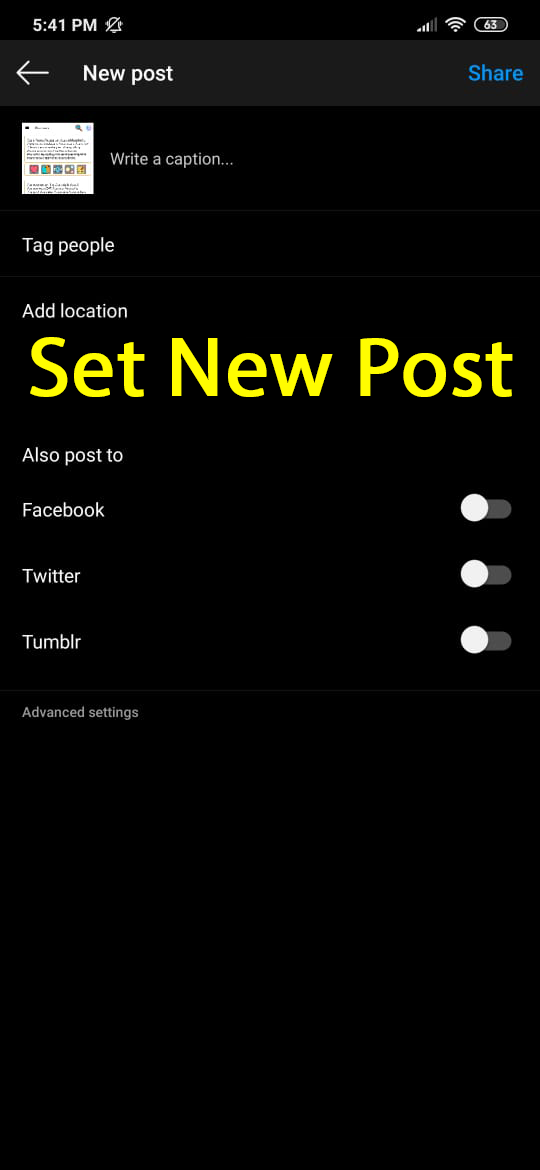 5:41 PM 63
New post Share
Write a caption...
Tag people
Add location
Set New Post
Also post to
Facebook
Twitter
Tumblr
Advanced settings